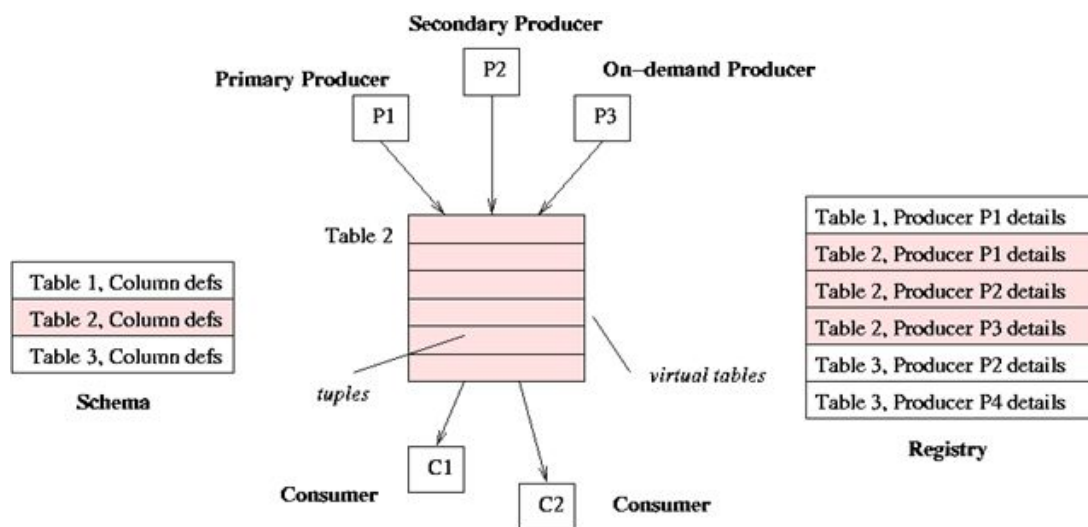 Secondary Producer
P2
On-demand Producer
Primary Producer
P1
P3
Table 2
Table 1, Column defs
Table 2, Column defs
Table 3, Column defs
Schema
tuples
virtual tables
Table 1, Producer P1 details
Table 2, Producer P1 details
Table 2, Producer P2 details
Table 2, Producer P3 details
Table 3, Producer P2 details
Table 3, Producer P4 details
Registry
C1
Consumer
C2
Consumer